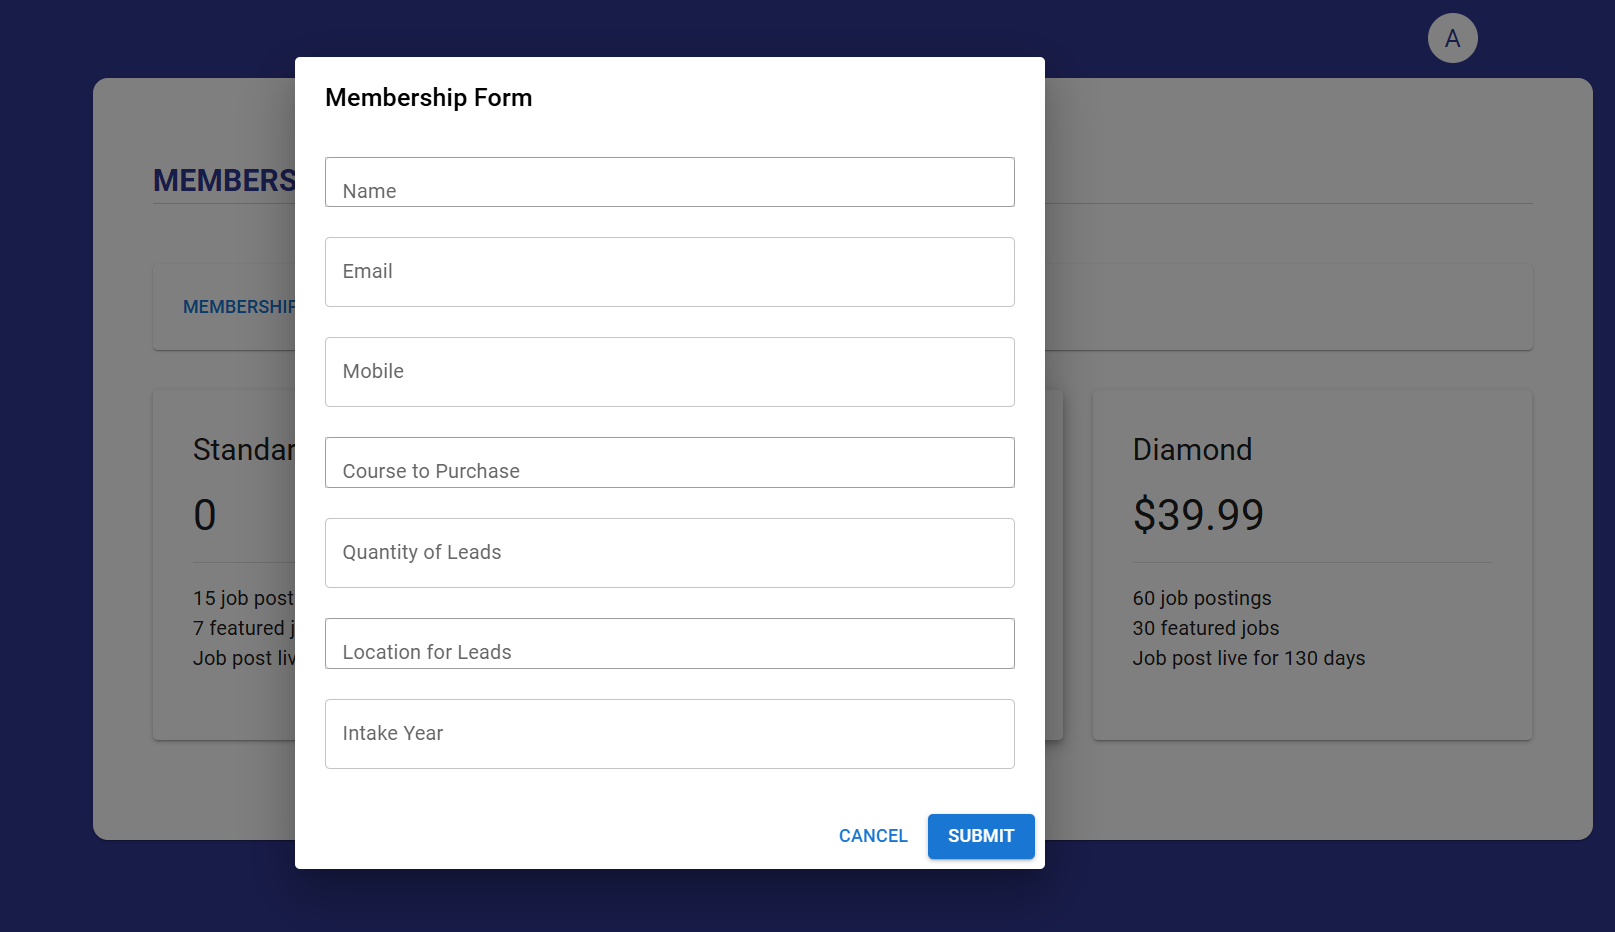 A
Membership Form
MEMBERS
Name
Email
MEMBERSHIP
Mobile
Standar
0
15 job post
7 featured j
Job post liv
Course to Purchase
Quantity of Leads
Location for Leads
Intake Year
Diamond
$39.99
60 job postings
30 featured jobs
Job post live for 130 days
CANCEL
SUBMIT